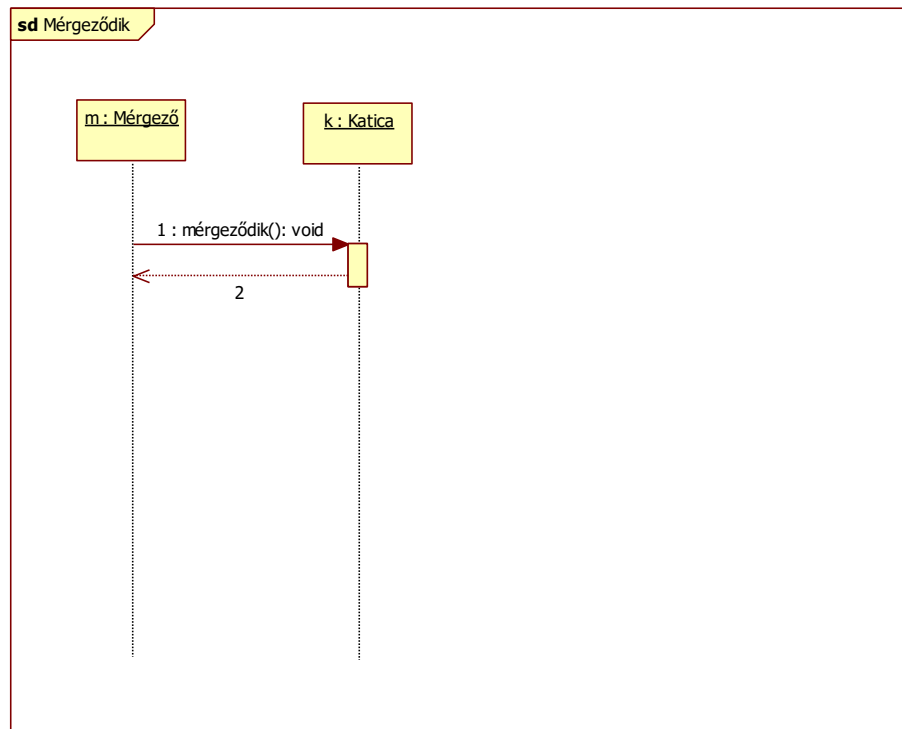 sd Mérgeződik
m : Mérgező
k : Katica
1 : mérgeződik(): void
2